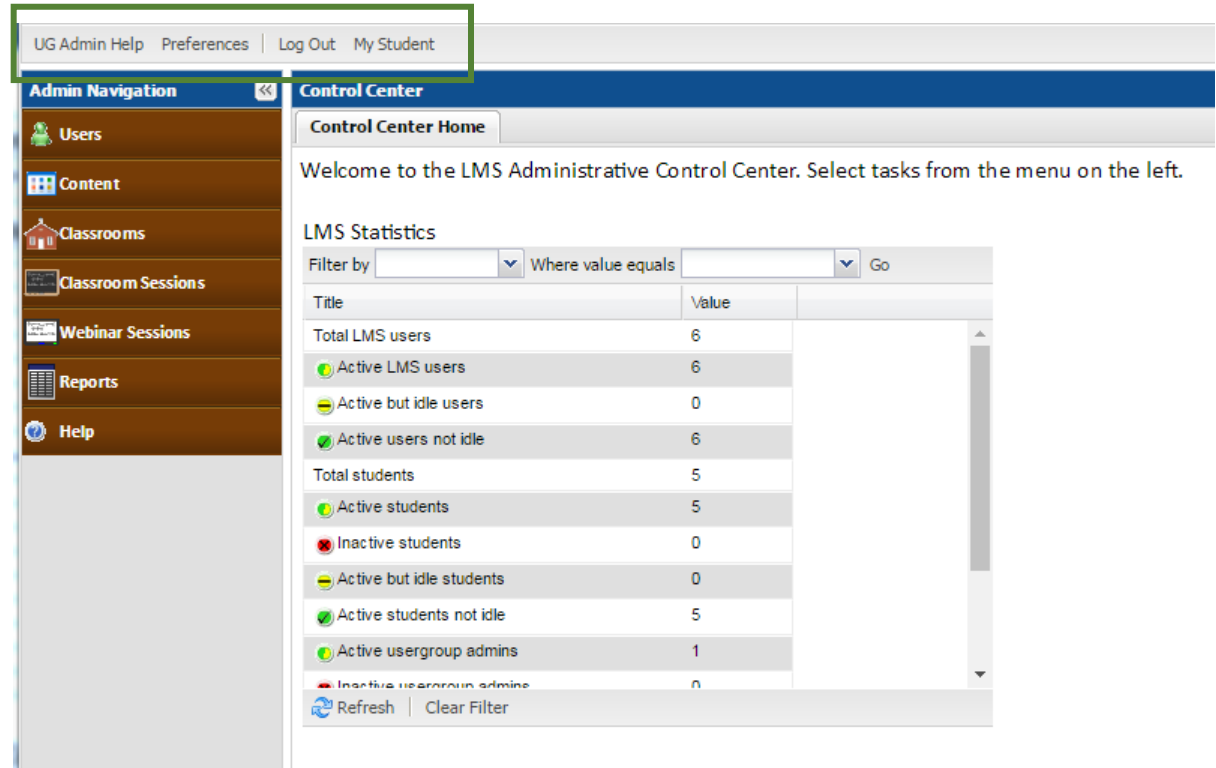 UG Admin Help Preferences | Log Out My Student
Admin Navigation
Users
Content
Classrooms
Classroom Sessions
Webinar Sessions
Reports
Help
Control Center
Control Center Home
Welcome to the LMS Administrative Control Center. Select tasks from the menu on the left.
LMS Statistics
Filter by Where value equals Go
Title Value
Total LMS users 6
Active LMS users 6
Active but idle users 0
Active users not idle 6
Total students 5
Active students 5
Inactive students 0
Active but idle students 0
Active students not idle 5
Active usergroup admins 1
Inactive usergroup admins 0
Refresh | Clear Filter